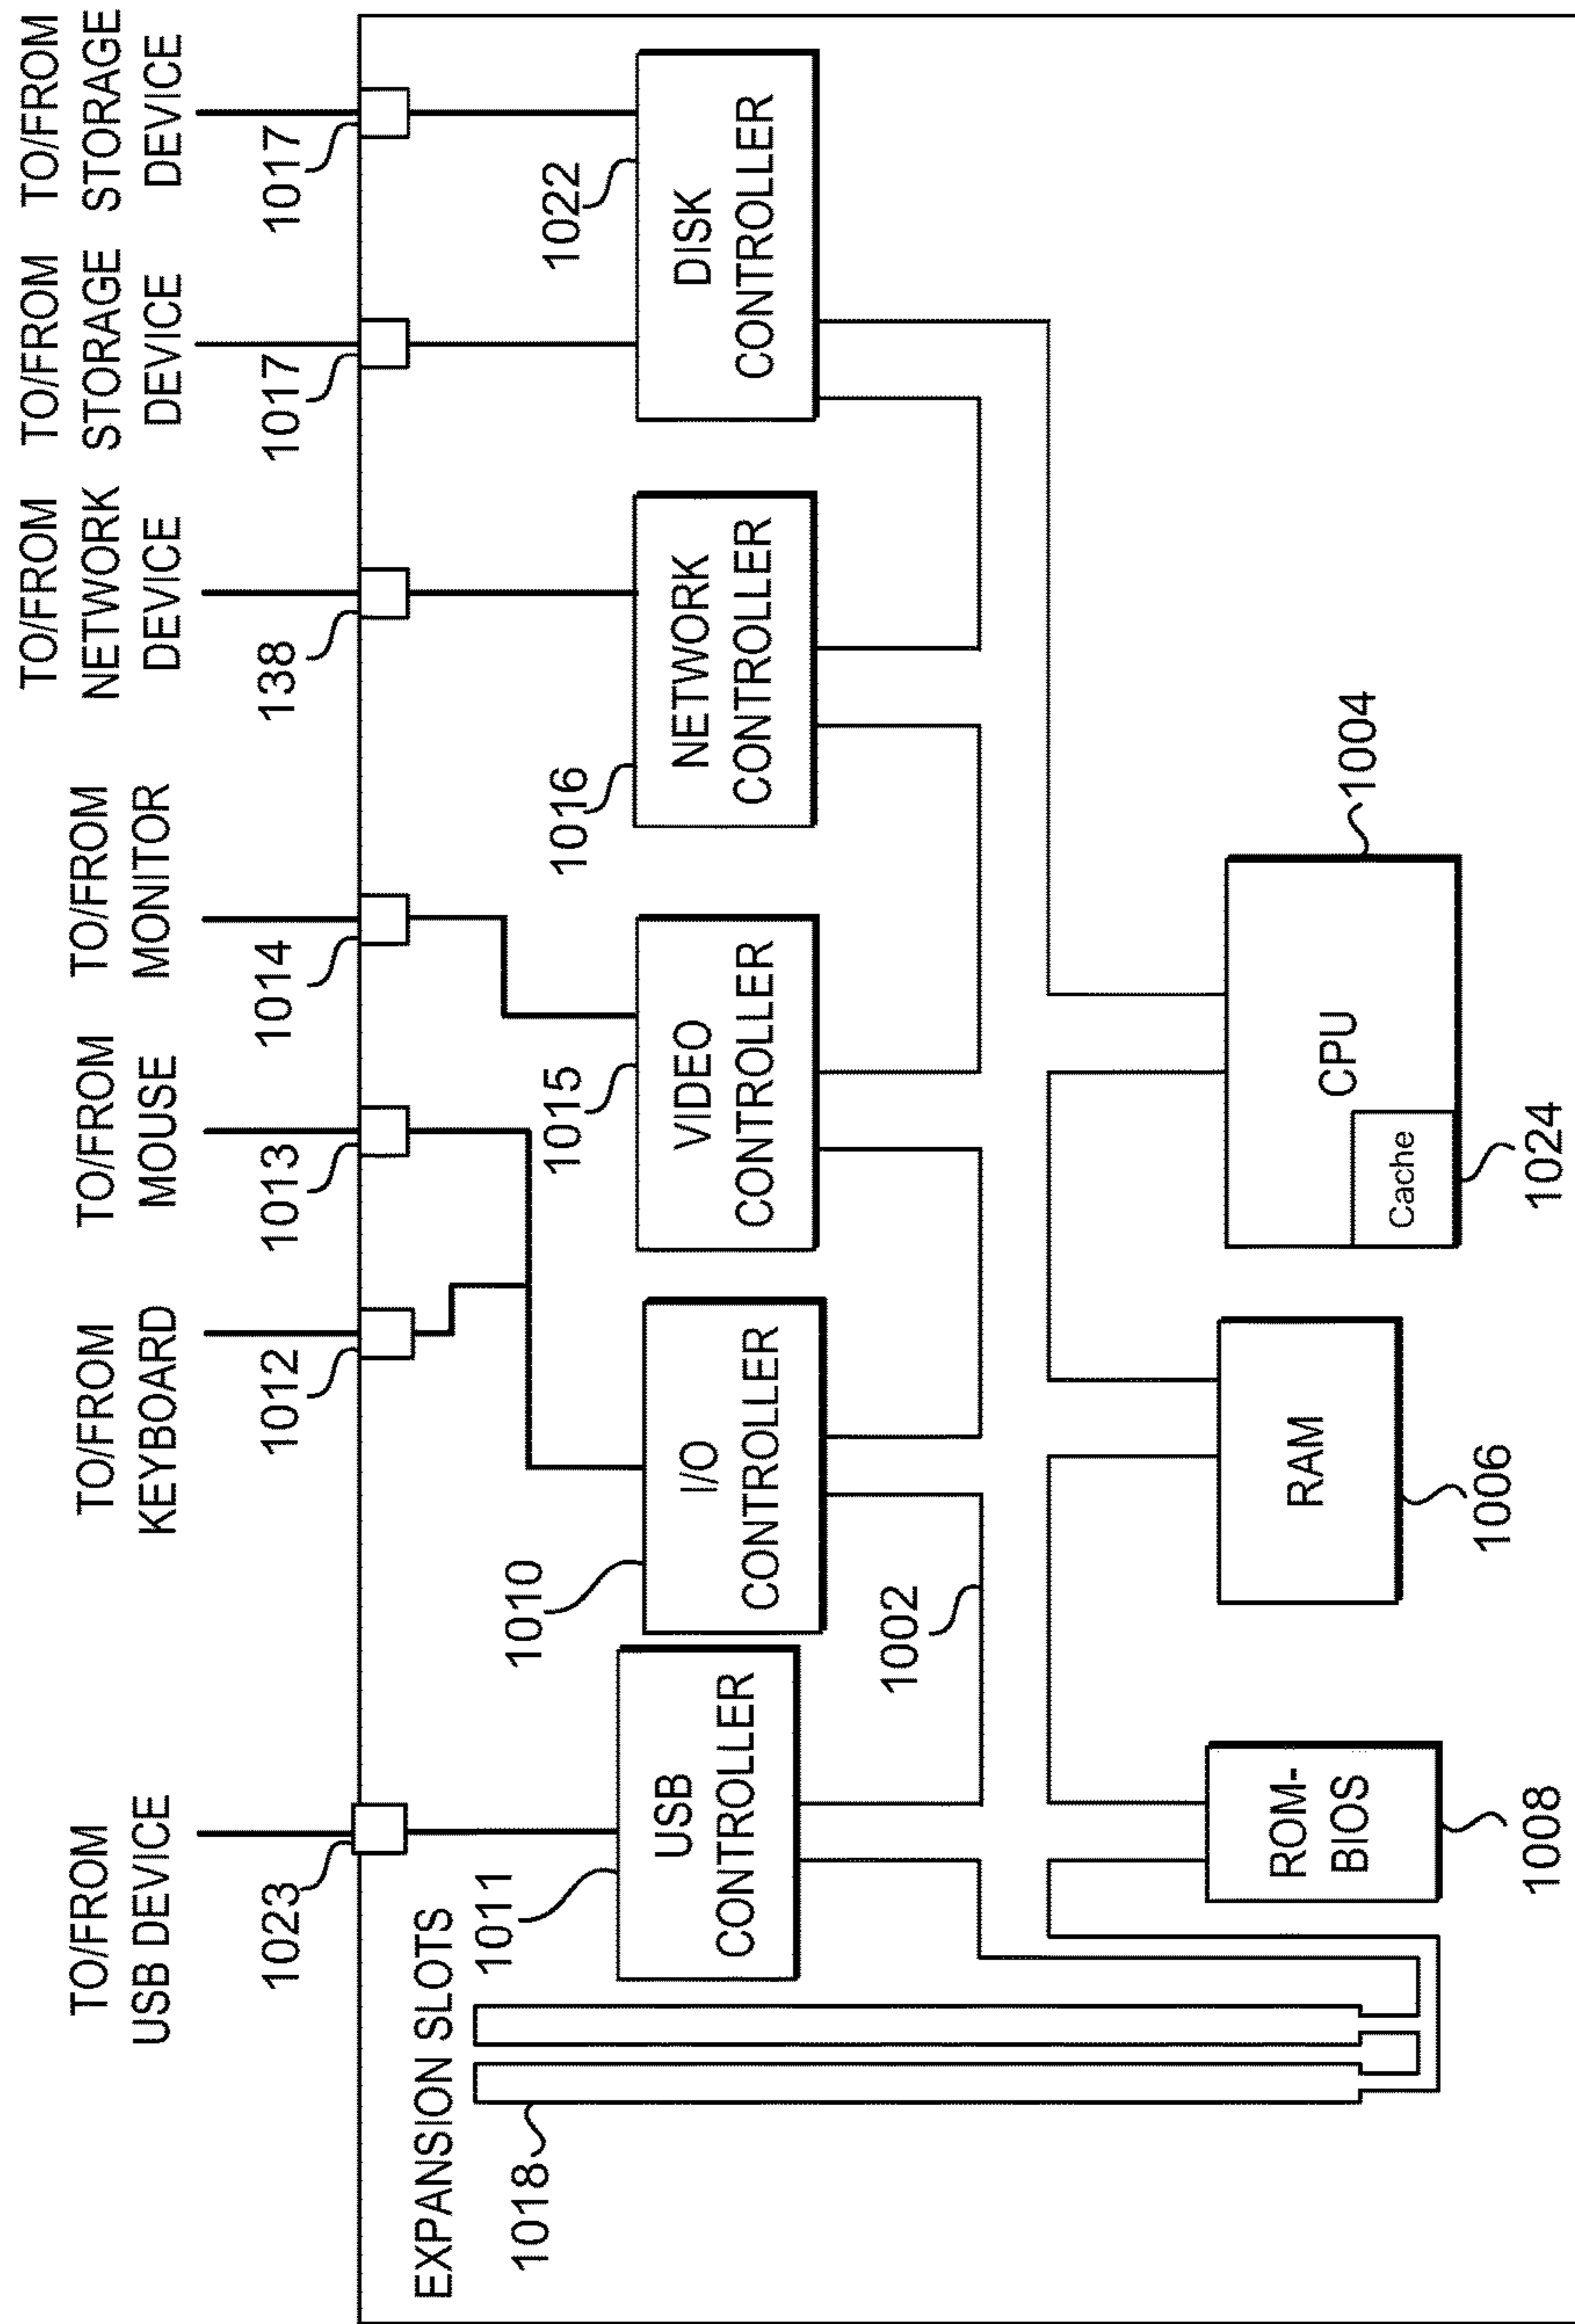 TO/FROM
USB DEVICE
TO/FROM
KEYBOARD
TO/FROM
MOUSE
TO/FROM
MONITOR
TO/FROM
NETWORK
DEVICE
TO/FROM
STORAGE
DEVICE
TO/FROM
STORAGE
DEVICE
1023
1012
1013
1014
138
1017
1017
EXPANSION SLOTS
1018
1011
USB
CONTROLLER
1010
I/O
CONTROLLER
1015
VIDEO
CONTROLLER
1016
NETWORK
CONTROLLER
1022
DISK
CONTROLLER
1002
ROM-
BIOS
1008
RAM
1006
CPU
Cache
1004
1024